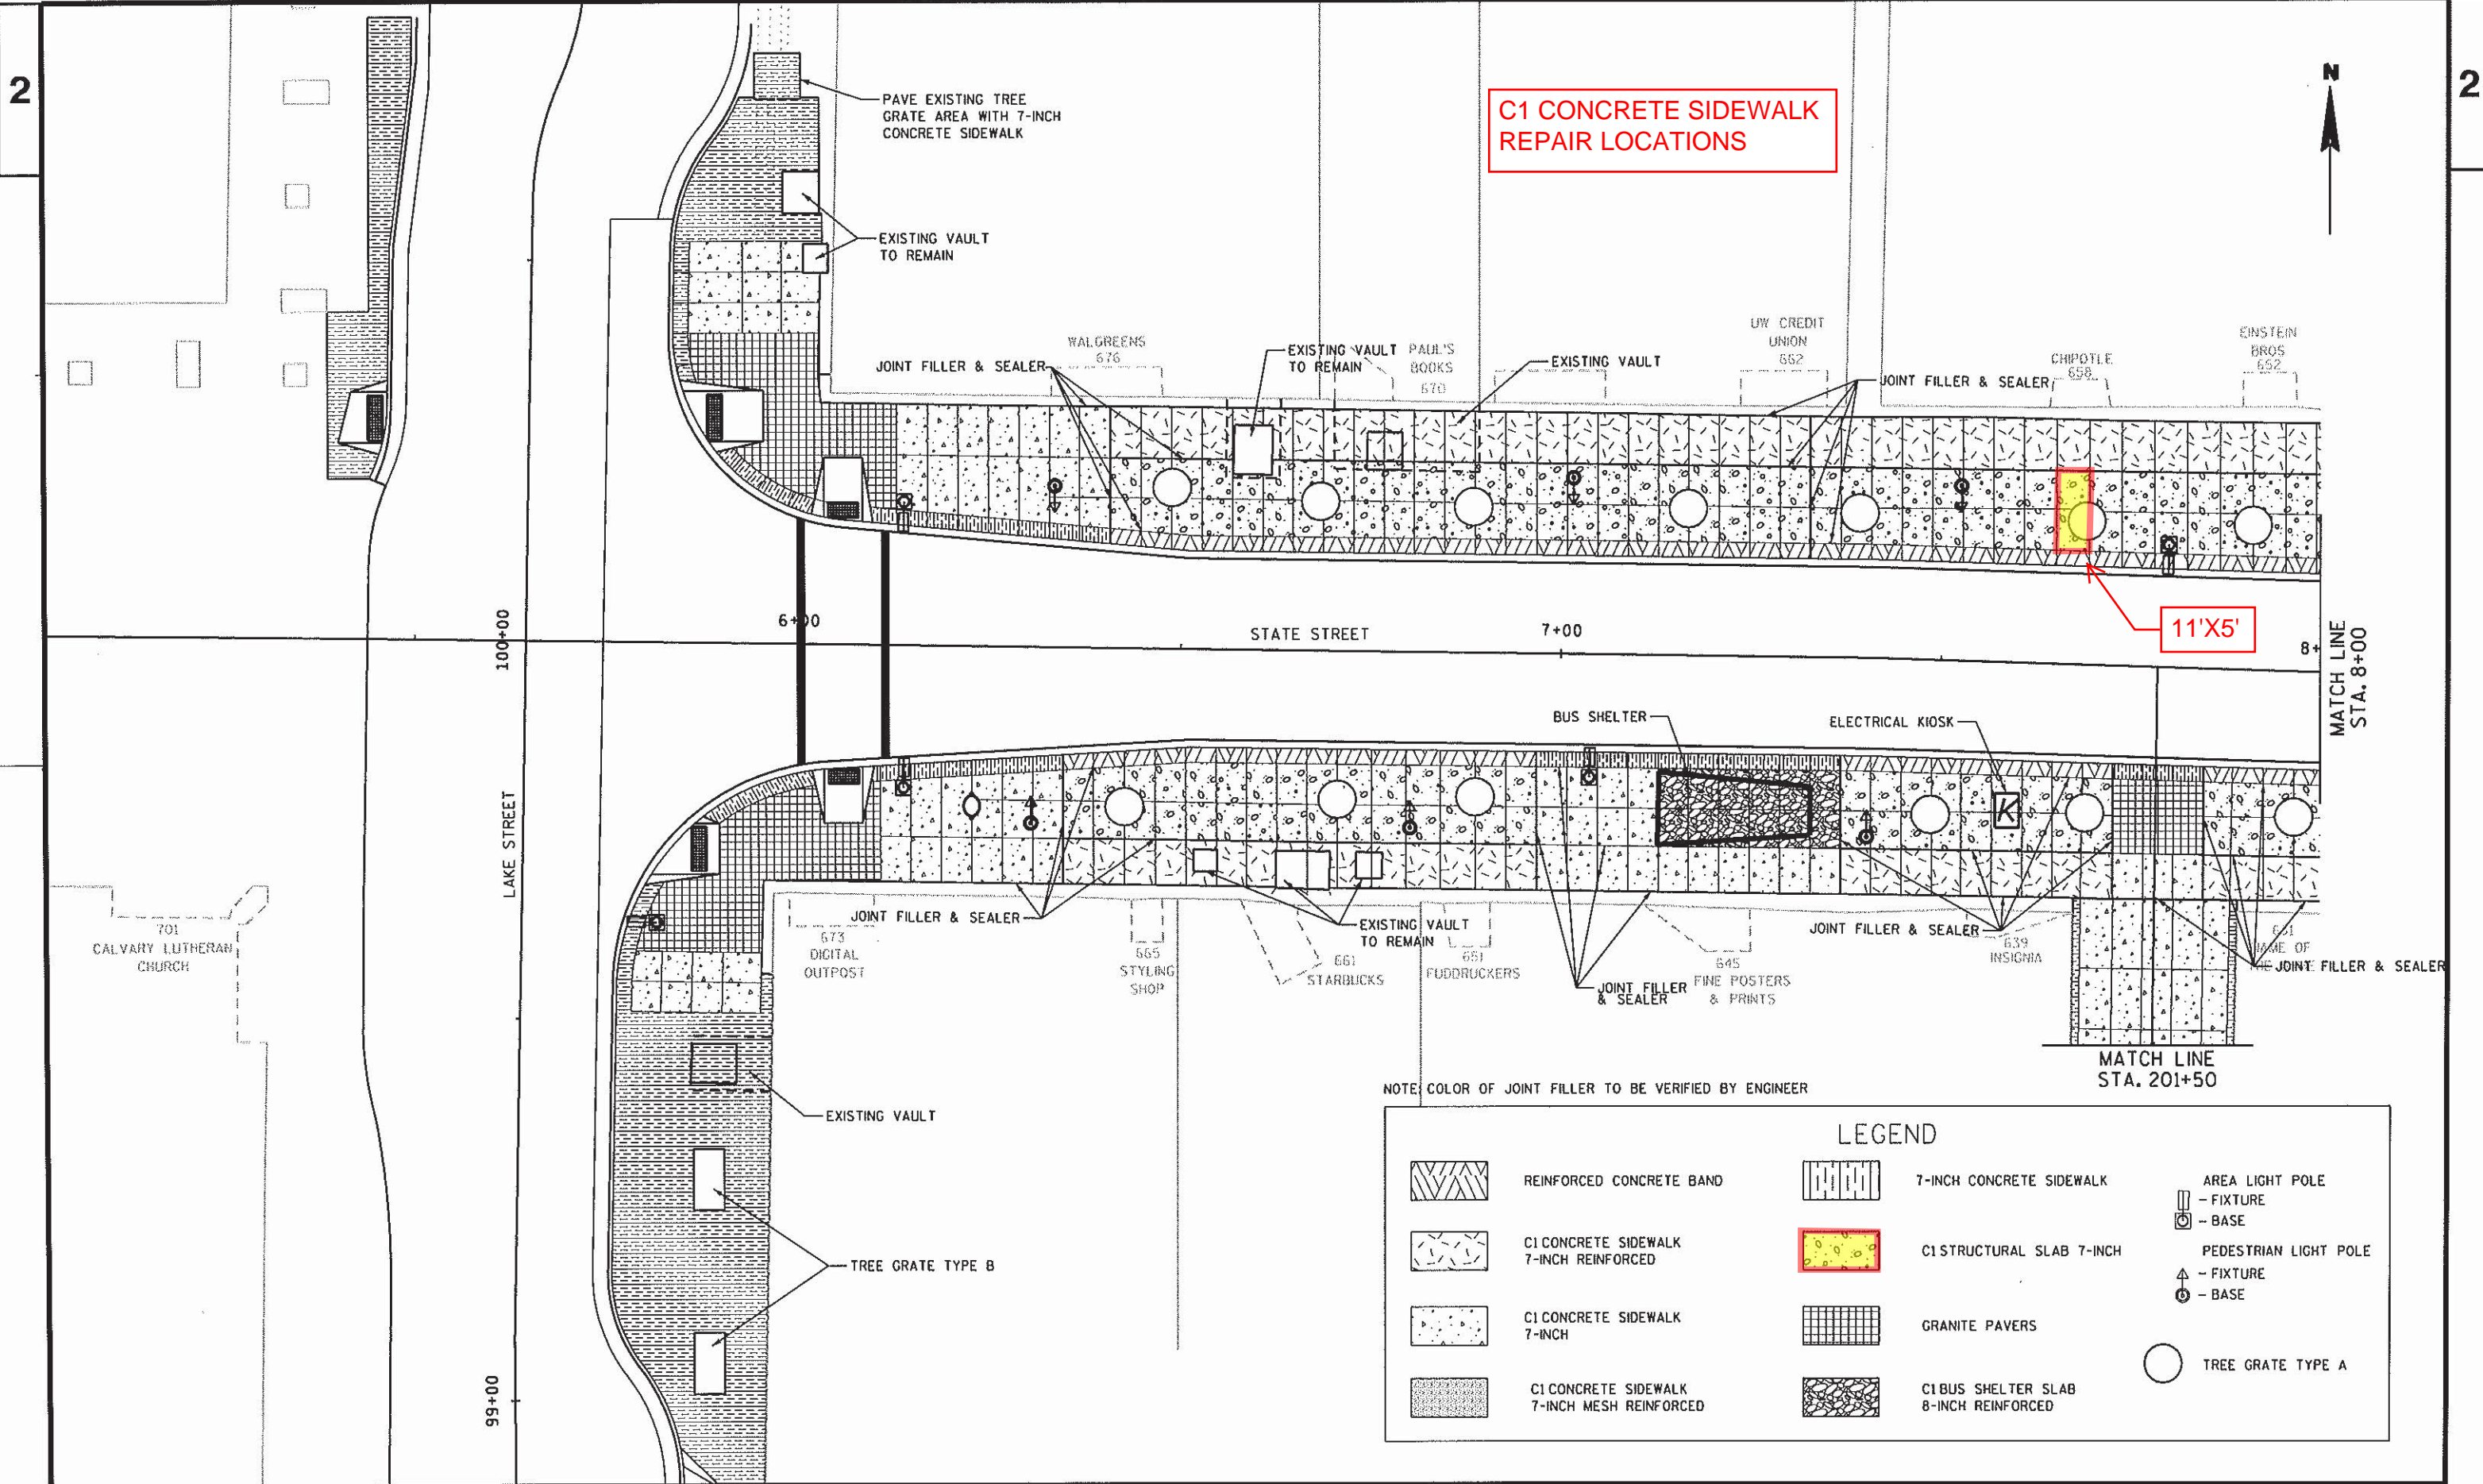 2
2
N
C1 CONCRETE SIDEWALK
REPAIR LOCATIONS
PAVE EXISTING TREE
GRATE AREA WITH 7-INCH
CONCRETE SIDEWALK
EXISTING VAULT
TO REMAIN
WALGREENS
676
JOINT FILLER & SEALER
EXISTING VAULT
TO REMAIN
PAUL'S
BOOKS
670
EXISTING VAULT
UW CREDIT
UNION
662
JOINT FILLER & SEALER
CHIPOTLE
658
EINSTEIN
BROS
652
6+00
100+00
STATE STREET
7+00
11'X5'
8+
MATCH LINE
STA. 8+00
BUS SHELTER
ELECTRICAL KIOSK
K
LAKE STREET
701
CALVARY LUTHERAN
CHURCH
JOINT FILLER & SEALER
673
DIGITAL
OUTPOST
665
STYLING
SHOP
EXISTING VAULT
TO REMAIN
661
STARBUCKS
651
FUDDRUCKERS
JOINT FILLER
& SEALER
645
FINE POSTERS
& PRINTS
JOINT FILLER & SEALER
639
INSIGNIA
OF
JOINT FILLER & SEALER
MATCH LINE
STA. 201+50
EXISTING VAULT
TREE GRATE TYPE B
99+00
NOTE: COLOR OF JOINT FILLER TO BE VERIFIED BY ENGINEER
LEGEND
REINFORCED CONCRETE BAND
C1 CONCRETE SIDEWALK
7-INCH REINFORCED
C1 CONCRETE SIDEWALK
7-INCH
C1 CONCRETE SIDEWALK
7-INCH MESH REINFORCED
7-INCH CONCRETE SIDEWALK
C1 STRUCTURAL SLAB 7-INCH
GRANITE PAVERS
C1 BUS SHELTER SLAB
8-INCH REINFORCED
AREA LIGHT POLE
- FIXTURE
- BASE
PEDESTRIAN LIGHT POLE
- FIXTURE
- BASE
TREE GRATE TYPE A